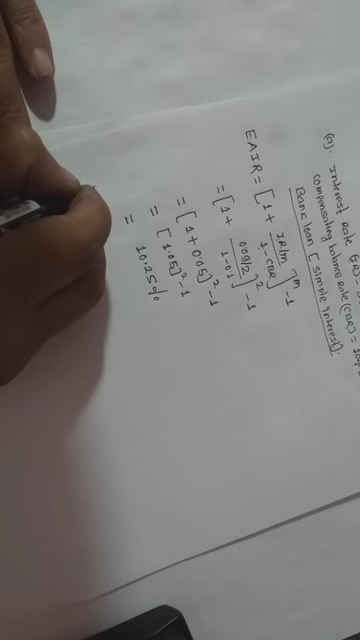 (a). Interest Rate
compensating balance Rate (CBR) =
Bank loan [simple interest].
EAIR = [1 + IR/m / 1-CBR]^m -1
= [1 + 0.09/2 / 1-0.1]^2 -1
= [1 + 0.05]^2 -1
= [1.05]^2 -1
= 10.25%